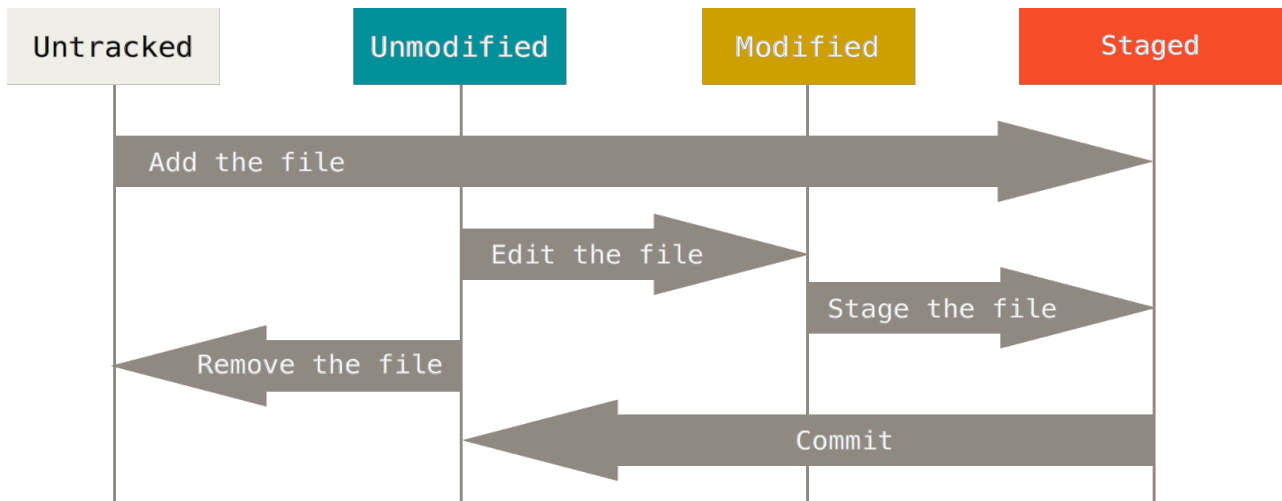 Untracked
Unmodified
Modified
Staged
Add the file
Edit the file
Stage the file
Remove the file
Commit